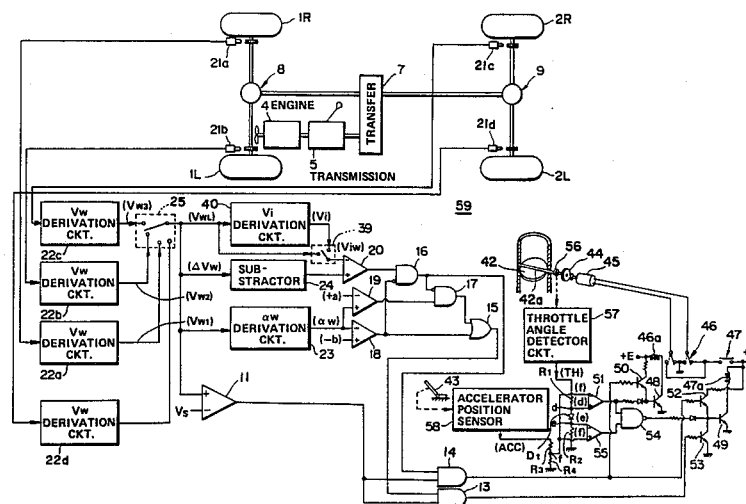 1R
2R
21a
21c
8
7
9
4 ENGINE
TRANSFER
21b
21d
5
TRANSMISSION
1L
2L
25
59
(Vw3)
40
(VWL)
(Vi)
39
Vw DERIVATION CKT.
22c
Vi DERIVATION CKT.
(Viw)
20
16
56
44
45
42
42a
(ΔVw)
SUB-STRACTOR
24
Vw DERIVATION CKT.
22b
(Vw2)
(+a)
19
17
15
THROTTLE ANGLE DETECTOR CKT.
57
46a
46
47
+E
50
αw DERIVATION CKT.
23
(αw)
(-b)
18
Vw DERIVATION CKT.
22a
(Vw1)
R1
(TH)
51
48
47a
52
11
VS
43
ACCELERATOR POSITION SENSOR
58
(f)
(d)
d
(e)
e
(f)
54
49
55
53
(ACC)
D1
R2
R3
R4
Vw DERIVATION CKT.
22d
14
13